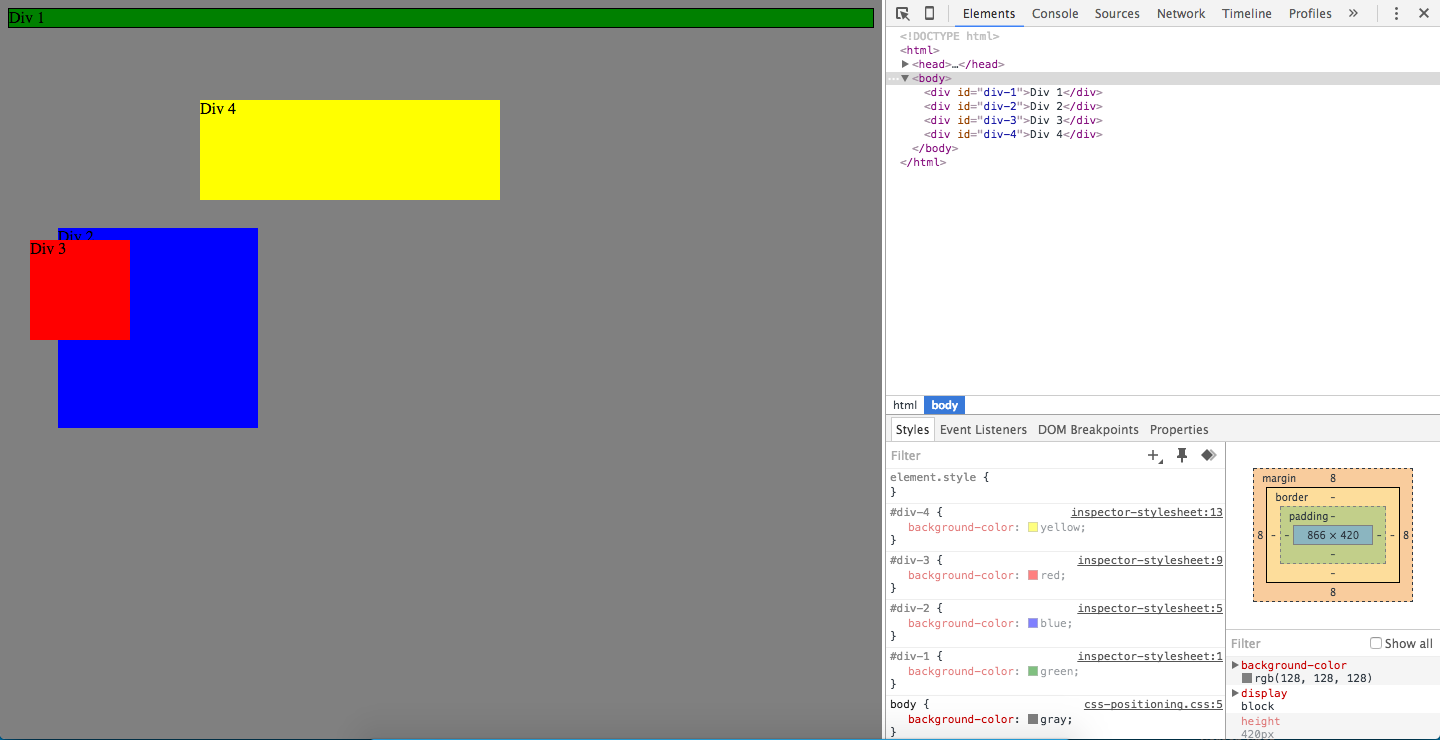 Div 1
Div 4
Div 2
Div 3
Elements Console Sources Network Timeline Profiles »
<!DOCTYPE html>
<html>
<head>…</head>
<body>
<div id="div-1">Div 1</div>
<div id="div-2">Div 2</div>
<div id="div-3">Div 3</div>
<div id="div-4">Div 4</div>
</body>
</html>
html body
Styles Event Listeners DOM Breakpoints Properties
Filter
element.style {
}
#div-4 { inspector-stylesheet:13
background-color: yellow;
}
#div-3 { inspector-stylesheet:9
background-color: red;
}
#div-2 { inspector-stylesheet:5
background-color: blue;
}
#div-1 { inspector-stylesheet:1
background-color: green;
}
body { css-positioning.css:5
background-color: gray;
}
margin 8
border -
padding -
8 - - 866 × 420 - - 8
-
-
8
Filter Show all
background-color
rgb(128, 128, 128)
display
block
height
420px